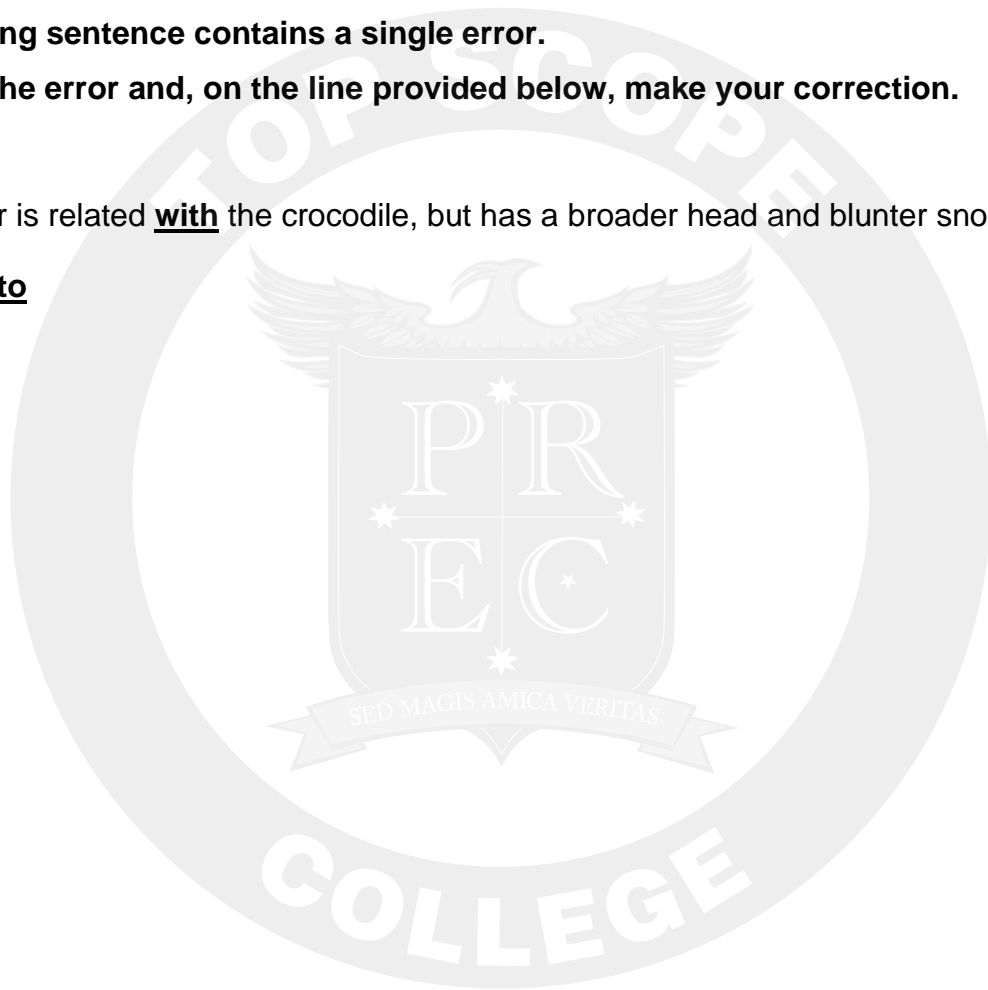 ng sentence contains a single error.
he error and, on the line provided below, make your correction.
r is related with the crocodile, but has a broader head and blunter sno
to
TOP SCOPE
P R
E C
SED MAGIS AMICA VERITAS
COLLEGE